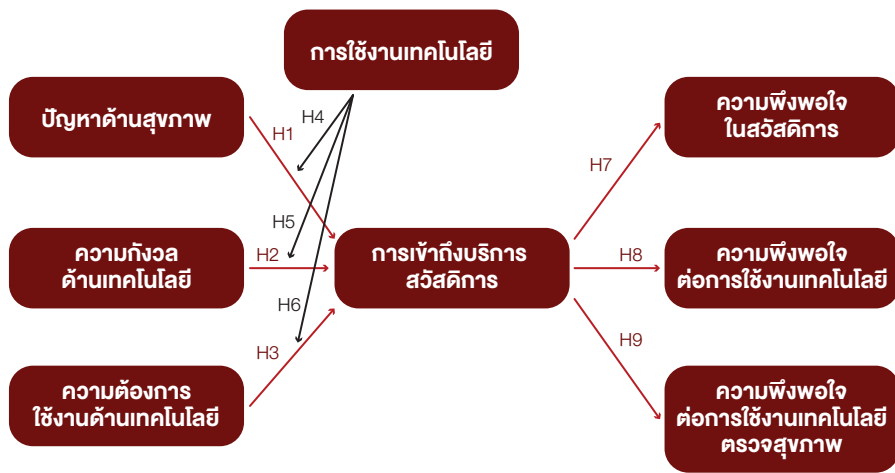 การใช้งานเทคโนโลยี
ปัญหาด้านสุขภาพ
H4
H1
ความพึงพอใจ
ในสวัสดิการ
H7
H5
ความกังวล
ด้านเทคโนโลยี
H2
การเข้าถึงบริการ
สวัสดิการ
H8
ความพึงพอใจ
ต่อการใช้งานเทคโนโลยี
H6
H3
H9
ความต้องการ
ใช้งานด้านเทคโนโลยี
ความพึงพอใจ
ต่อการใช้งานเทคโนโลยี
ตรวจสุขภาพ